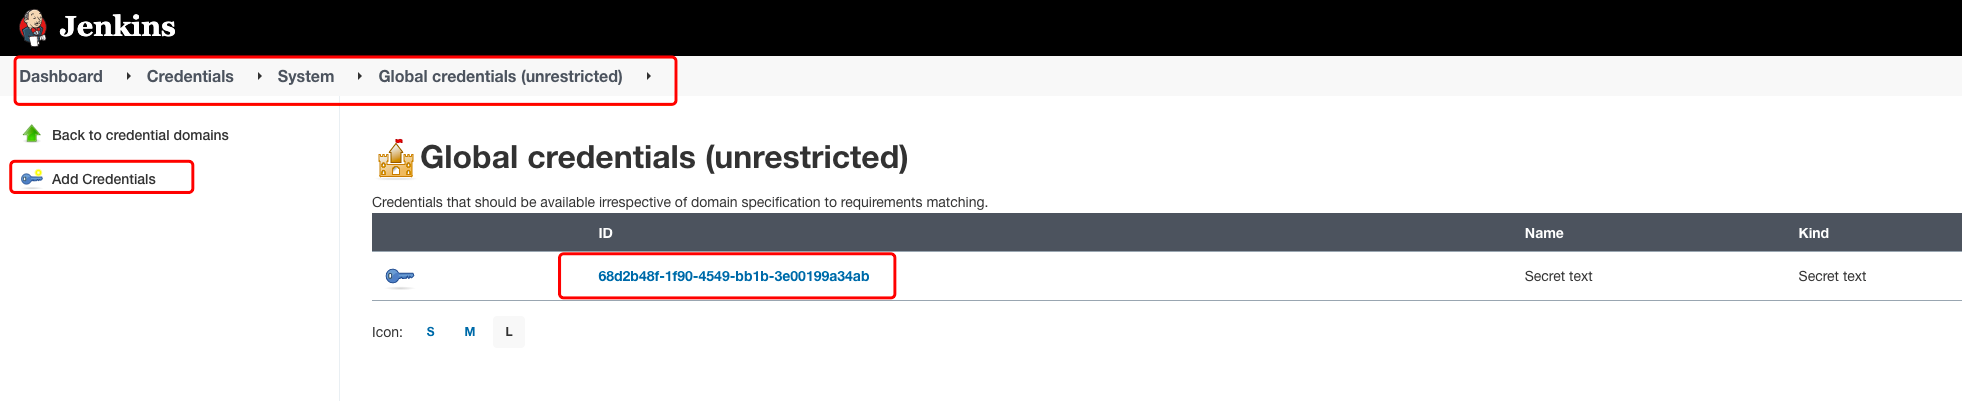 Jenkins
Dashboard Credentials System Global credentials (unrestricted)
Back to credential domains
Add Credentials
Global credentials (unrestricted)
Credentials that should be available irrespective of domain specification to requirements matching.
ID Name Kind
68d2b48f-1f90-4549-bb1b-3e00199a34ab Secret text Secret text
Icon: S M L